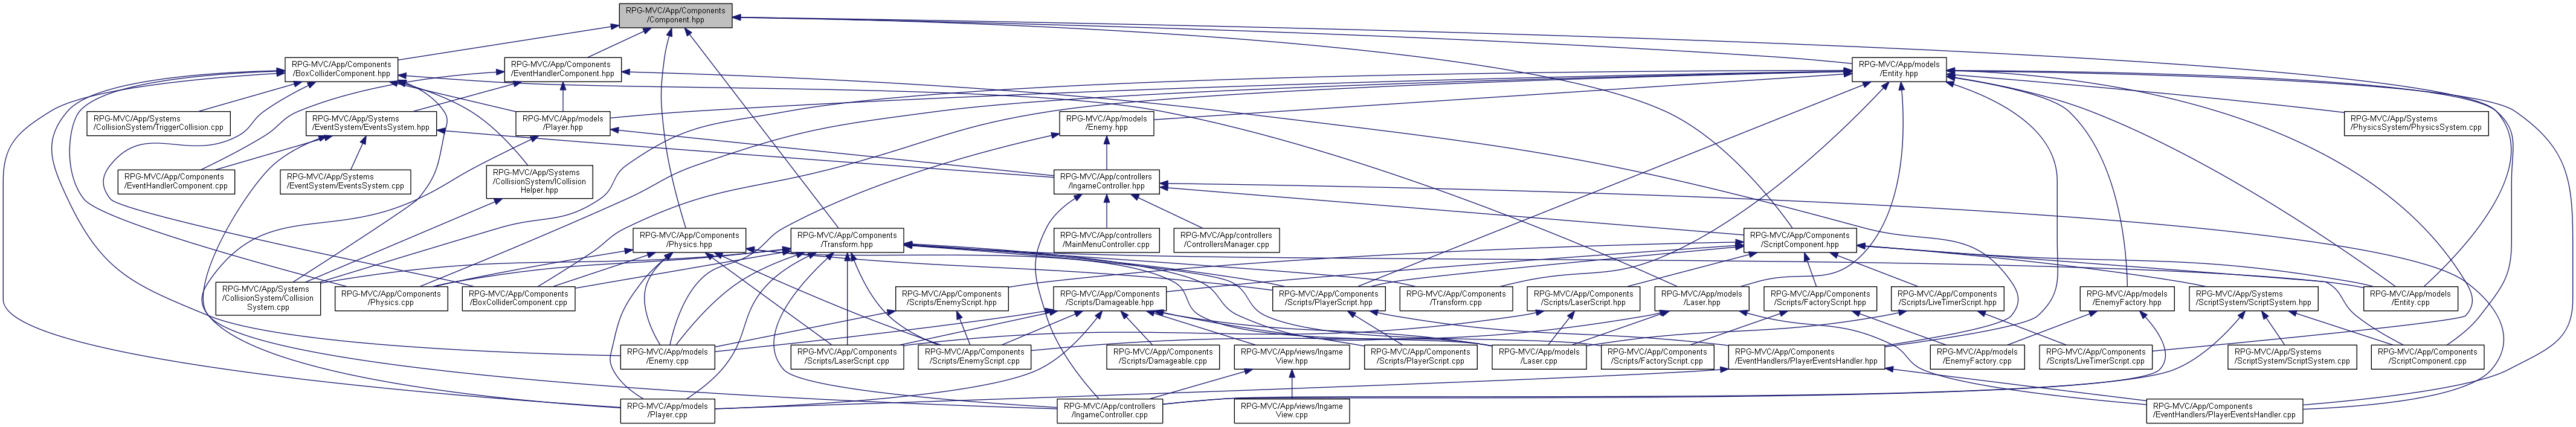 RPG-MVC/App/Components
/Component.hpp
RPG-MVC/App/Components
/BoxColliderComponent.hpp
RPG-MVC/App/Components
/EventHandlerComponent.hpp
RPG-MVC/App/models
/Entity.hpp
RPG-MVC/App/Systems
/CollisionSystem/TriggerCollision.cpp
RPG-MVC/App/Systems
/EventSystem/EventsSystem.hpp
RPG-MVC/App/models
/Player.hpp
RPG-MVC/App/models
/Enemy.hpp
RPG-MVC/App/Systems
/PhysicsSystem/PhysicsSystem.cpp
RPG-MVC/App/Components
/EventHandlerComponent.cpp
RPG-MVC/App/Systems
/EventSystem/EventsSystem.cpp
RPG-MVC/App/Systems
/CollisionSystem/ICollision
Helper.hpp
RPG-MVC/App/controllers
/IngameController.hpp
RPG-MVC/App/Components
/Physics.hpp
RPG-MVC/App/Components
/Transform.hpp
RPG-MVC/App/controllers
/MainMenuController.cpp
RPG-MVC/App/controllers
/ControllersManager.cpp
RPG-MVC/App/Components
/ScriptComponent.hpp
RPG-MVC/App/Systems
/CollisionSystem/Collision
System.cpp
RPG-MVC/App/Components
/Physics.cpp
RPG-MVC/App/Components
/BoxColliderComponent.cpp
RPG-MVC/App/Components
/Scripts/EnemyScript.hpp
RPG-MVC/App/Components
/Scripts/Damageable.hpp
RPG-MVC/App/Components
/Scripts/PlayerScript.hpp
RPG-MVC/App/Components
/Transform.cpp
RPG-MVC/App/Components
/Scripts/LaserScript.hpp
RPG-MVC/App/models
/Laser.hpp
RPG-MVC/App/Components
/Scripts/FactoryScript.hpp
RPG-MVC/App/Components
/Scripts/LiveTimerScript.hpp
RPG-MVC/App/models
/EnemyFactory.hpp
RPG-MVC/App/Systems
/ScriptSystem/ScriptSystem.hpp
RPG-MVC/App/models
/Entity.cpp
RPG-MVC/App/models
/Enemy.cpp
RPG-MVC/App/Components
/Scripts/LaserScript.cpp
RPG-MVC/App/Components
/Scripts/EnemyScript.cpp
RPG-MVC/App/Components
/Scripts/Damageable.cpp
RPG-MVC/App/views/Ingame
View.hpp
RPG-MVC/App/Components
/Scripts/PlayerScript.cpp
RPG-MVC/App/models
/Laser.cpp
RPG-MVC/App/Components
/Scripts/FactoryScript.cpp
RPG-MVC/App/Components
/EventHandlers/PlayerEventsHandler.hpp
RPG-MVC/App/models
/EnemyFactory.cpp
RPG-MVC/App/Components
/Scripts/LiveTimerScript.cpp
RPG-MVC/App/Systems
/ScriptSystem/ScriptSystem.cpp
RPG-MVC/App/Components
/ScriptComponent.cpp
RPG-MVC/App/models
/Player.cpp
RPG-MVC/App/controllers
/IngameController.cpp
RPG-MVC/App/views/Ingame
View.cpp
RPG-MVC/App/Components
/EventHandlers/PlayerEventsHandler.cpp